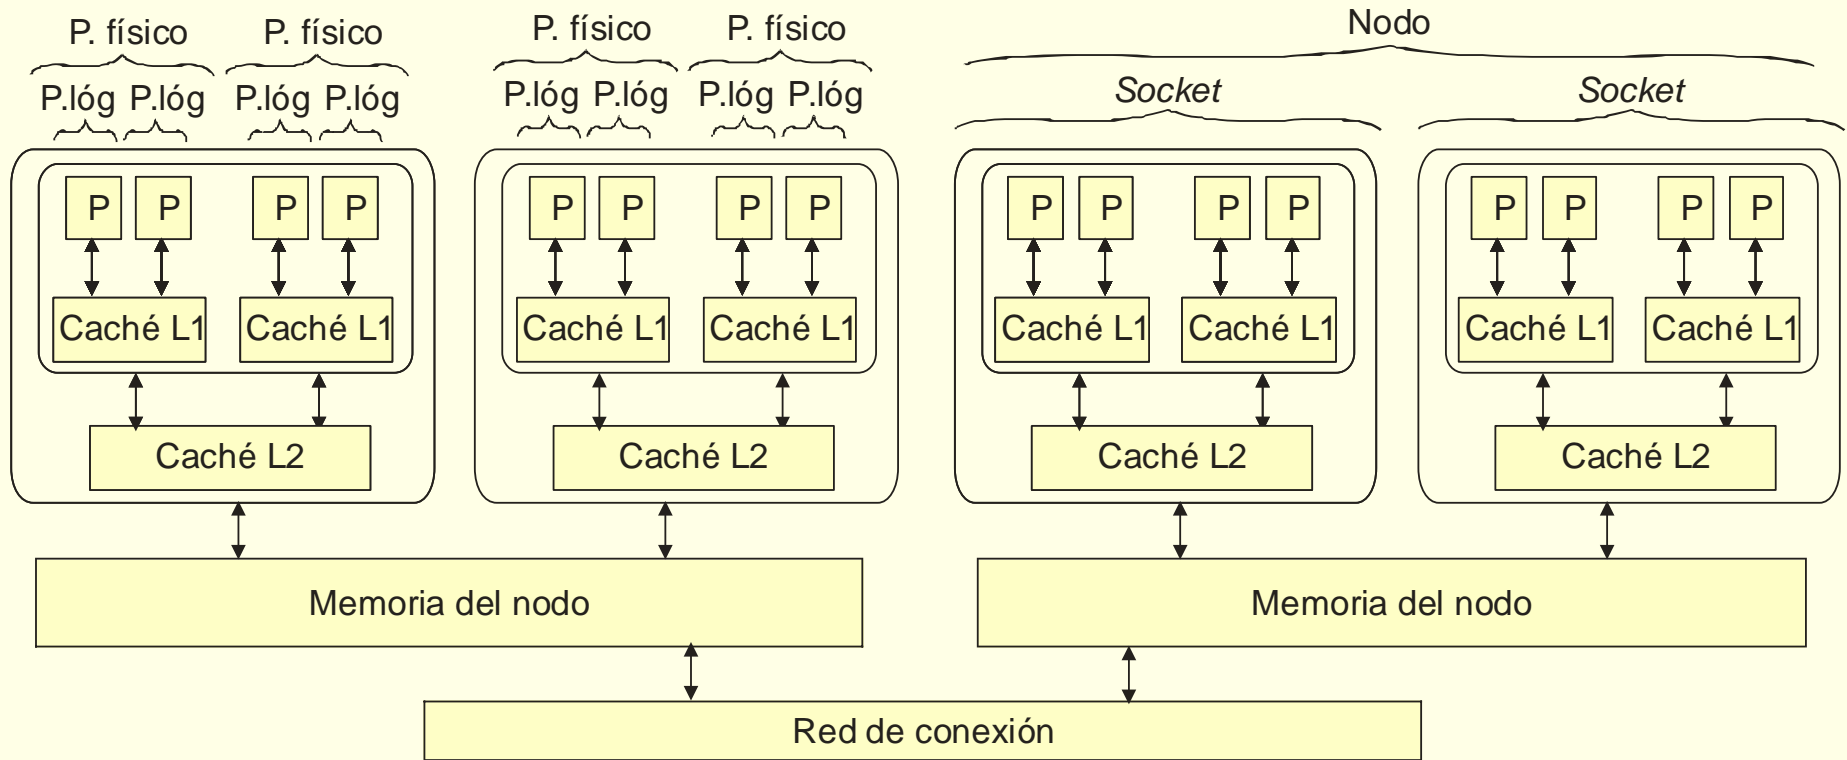 P. físico P. físico P. físico P. físico Nodo
P.lóg P.lóg P.lóg P.lóg P.lóg P.lóg P.lóg P.lóg Socket Socket
P P P P P P P P P P P P P P P P
Caché L1 Caché L1 Caché L1 Caché L1 Caché L1 Caché L1 Caché L1 Caché L1
Caché L2 Caché L2 Caché L2 Caché L2
Memoria del nodo Memoria del nodo
Red de conexión